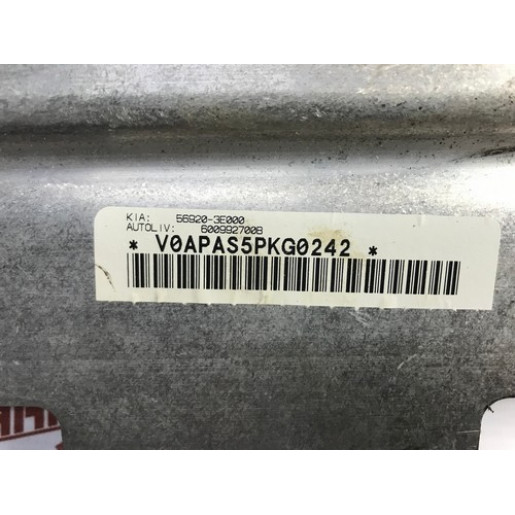 KIA: 56920-3E000
AUTOLIV: 600992700B
* V0APAS5PKG0242 *